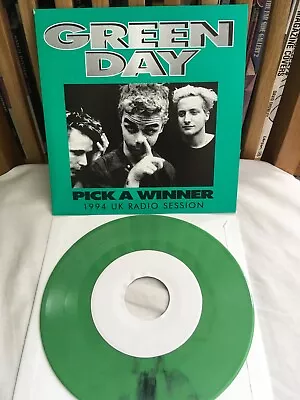 GREEN
DAY
PICK A WINNER
1994 UK RADIO SESSION